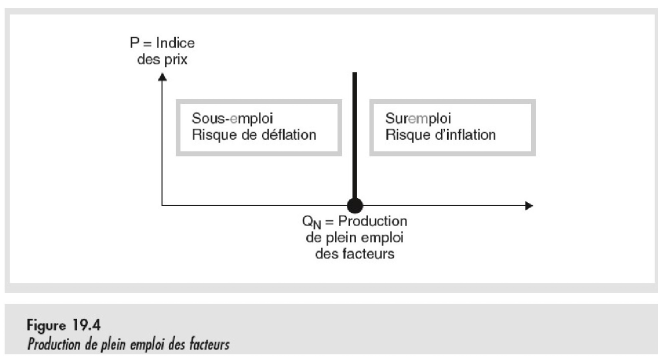 P = Indice
des prix
Sous-emploi
Risque de déflation
Suremploi
Risque d'inflation
QN = Production
de plein emploi
des facteurs
Figure 19.4
Production de plein emploi des facteurs